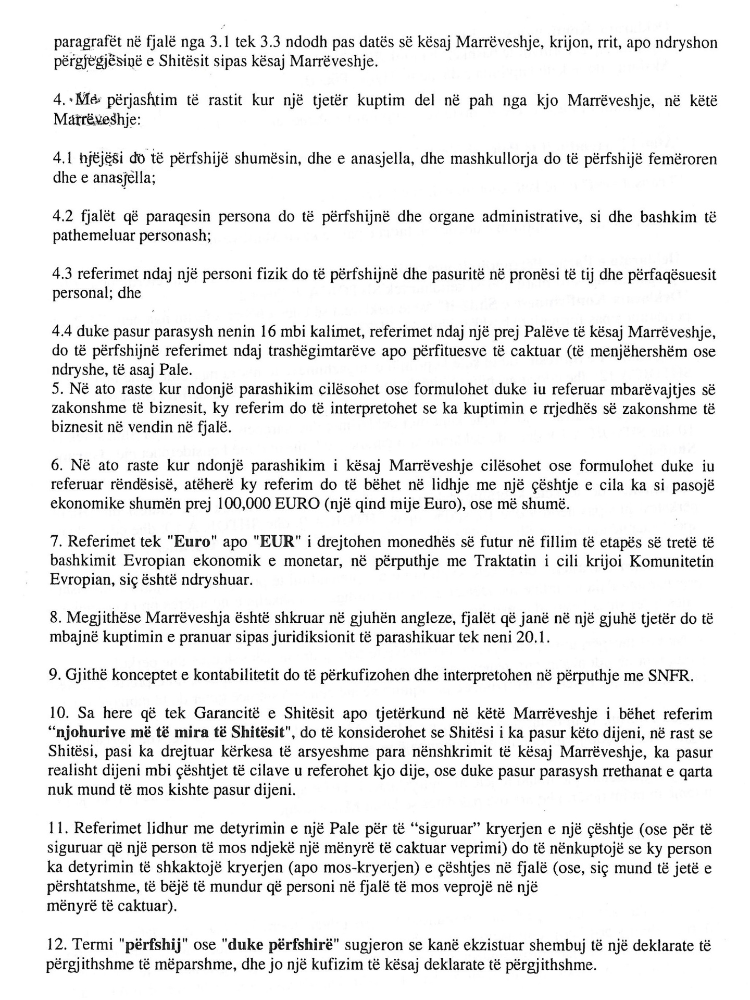 paragrafët në fjalë nga 3.1 tek 3.3 ndodh pas datës së kësaj Marrëveshje, krijon, rrit, apo ndryshon
përgjegjësinë e Shitësit sipas kësaj Marrëveshje.
4. Me përjashtim të rastit kur një tjetër kuptim del në pah nga kjo Marrëveshje, në këtë
Marrëveshje:
4.1 njëjësi do të përfshijë shumësin, dhe e anasjella, dhe mashkullorja do të përfshijë femëroren
dhe e anasjella;
4.2 fjalët që paraqesin persona do të përfshijnë dhe organe administrative, si dhe bashkim të
pathemeluar personash;
4.3 referimet ndaj një personi fizik do të përfshijnë dhe pasuritë në pronësi të tij dhe përfaqësuesit
personal; dhe
4.4 duke pasur parasysh nenin 16 mbi kalimet, referimet ndaj një prej Palëve të kësaj Marrëveshje,
do të përfshijnë referimet ndaj trashëgimtarëve apo përfituesve të caktuar (të menjëhershëm ose
ndryshe, të asaj Pale.
5. Në ato raste kur ndonjë parashikim cilësohet ose formulohet duke iu referuar mbarëvajtjes së
zakonshme të biznesit, ky referim do të interpretohet se ka kuptimin e rrjedhës së zakonshme të
biznesit në vendin në fjalë.
6. Në ato raste kur ndonjë parashikim i kësaj Marrëveshje cilësohet ose formulohet duke iu
referuar rëndësisë, atëherë ky referim do të bëhet në lidhje me një çështje e cila ka si pasojë
ekonomike shumën prej 100,000 EURO (një qind mije Euro), ose më shumë.
7. Referimet tek "Euro" apo "EUR" i drejtohen monedhës së futur në fillim të etapës së tretë të
bashkimit Evropian ekonomik e monetar, në përputhje me Traktatin i cili krijoi Komunitetin
Evropian, siç është ndryshuar.
8. Megjithëse Marrëveshja është shkruar në gjuhën angleze, fjalët që janë në një gjuhë tjetër do të
mbajnë kuptimin e pranuar sipas juridiksionit të parashikuar tek neni 20.1.
9. Gjithë konceptet e kontabilitetit do të përkufizohen dhe interpretohen në përputhje me SNFR.
10. Sa here që tek Garancitë e Shitësit apo tjetërkund në këtë Marrëveshje i bëhet referim
“njohurive më të mira të Shitësit", do të konsiderohet se Shitësi i ka pasur këto dijeni, në rast se
Shitësi, pasi ka drejtuar kërkesa të arsyeshme para nënshkrimit të kësaj Marrëveshje, ka pasur
realisht dijeni mbi çështjet të cilave u referohet kjo dije, ose duke pasur parasysh rrethanat e qarta
nuk mund të mos kishte pasur dijeni.
11. Referimet lidhur me detyrimin e një Pale për të “siguruar” kryerjen e një çështje (ose për të
siguruar që një person të mos ndjekë një mënyrë të caktuar veprimi) do të nënkuptojë se ky person
ka detyrimin të shkaktojë kryerjen (apo mos-kryerjen) e çështjes në fjalë (ose, siç mund të jetë e
përshtatshme, të bëjë të mundur që personi në fjalë të mos veprojë në një
mënyrë të caktuar).
12. Termi "përfshij" ose "duke përfshirë" sugjeron se kanë ekzistuar shembuj të një deklarate të
përgjithshme të mëparshme, dhe jo një kufizim të kësaj deklarate të përgjithshme.